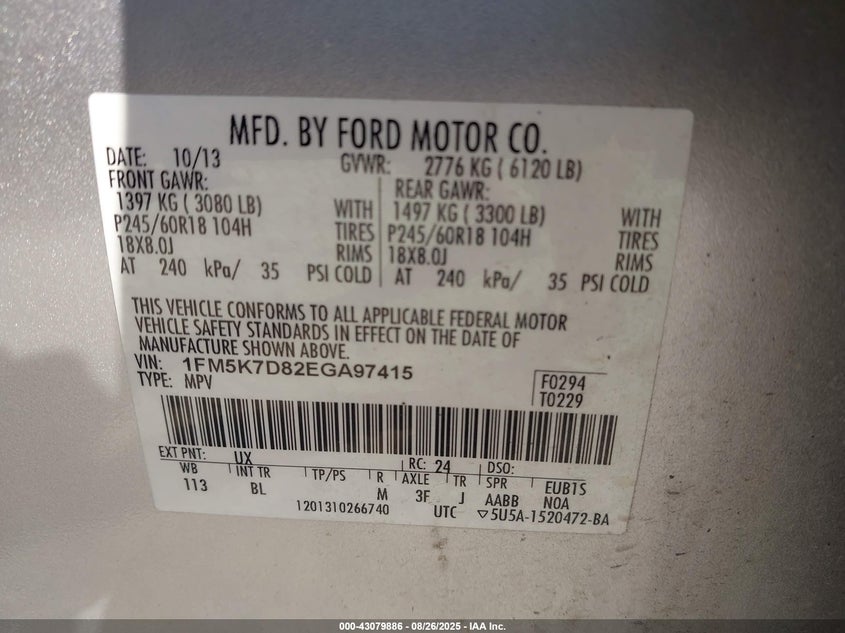 MFD. BY FORD MOTOR CO.
DATE: 10/13 GVWR: 2776 KG ( 6120 LB)
FRONT GAWR: REAR GAWR:
1397 KG ( 3080 LB) WITH 1497 KG ( 3300 LB) WITH
P245/60R18 104H TIRES P245/60R18 104H TIRES
18X8.0J RIMS 18X8.0J RIMS
AT 240 kPa/ 35 PSI COLD AT 240 kPa/ 35 PSI COLD
THIS VEHICLE CONFORMS TO ALL APPLICABLE FEDERAL MOTOR
VEHICLE SAFETY STANDARDS IN EFFECT ON THE DATE OF
MANUFACTURE SHOWN ABOVE.
VIN: 1FM5K7D82EGA97415
TYPE: MPV
F0294
T0229
EXT PNT: UX RC: 24 DSO:
WB INT TR TP/PS R AXLE TR SPR EUB1S
113 BL M 3F J AABB N0A
1201310266740 UTC ▽5U5A-1520472-BA
000-43079886 - 08/26/2025 - IAA Inc.